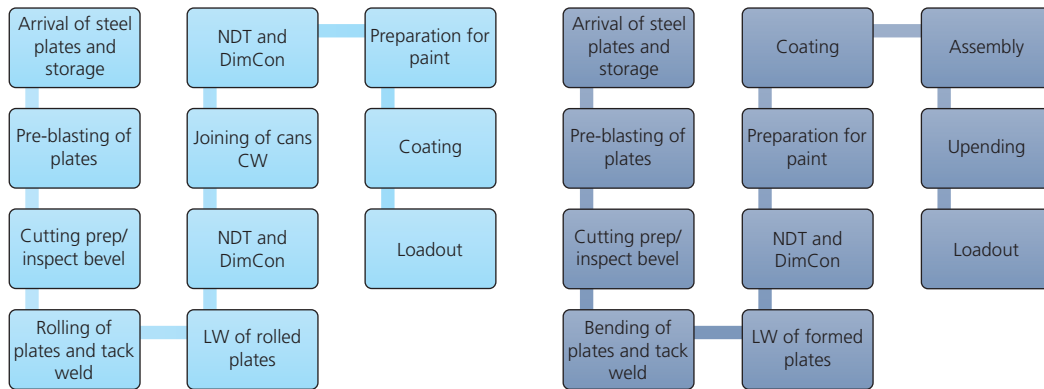 Arrival of steel
plates and
storage
Pre-blasting of
plates
Cutting prep/
inspect bevel
Rolling of
plates and tack
weld
LW of rolled
plates
NDT and
DimCon
Joining of cans
CW
NDT and
DimCon
Preparation for
paint
Coating
Loadout
Arrival of steel
plates and
storage
Pre-blasting of
plates
Cutting prep/
inspect bevel
Bending of
plates and tack
weld
LW of formed
plates
NDT and
DimCon
Preparation for
paint
Coating
Assembly
Upending
Loadout